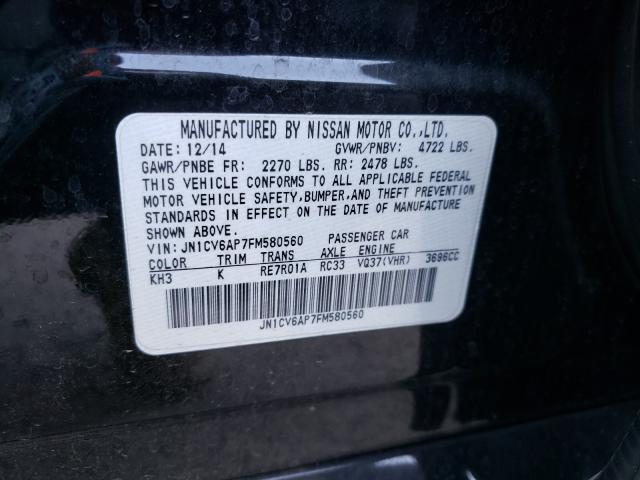 MANUFACTURED BY NISSAN MOTOR CO.,LTD.
DATE: 12/14 GVWR/PNBV: 4722 LBS.
GAWR/PNBE FR: 2270 LBS. RR: 2478 LBS.
THIS VEHICLE CONFORMS TO ALL APPLICABLE FEDERAL
MOTOR VEHICLE SAFETY,BUMPER,AND THEFT PREVENTION
STANDARDS IN EFFECT ON THE DATE OF MANUFACTURE
SHOWN ABOVE.
VIN: JN1CV6AP7FM580560 PASSENGER CAR
COLOR TRIM TRANS AXLE ENGINE
KH3 K RE7R01A RC33 VQ37(VHR) 3696CC
JN1CV6AP7FM580560